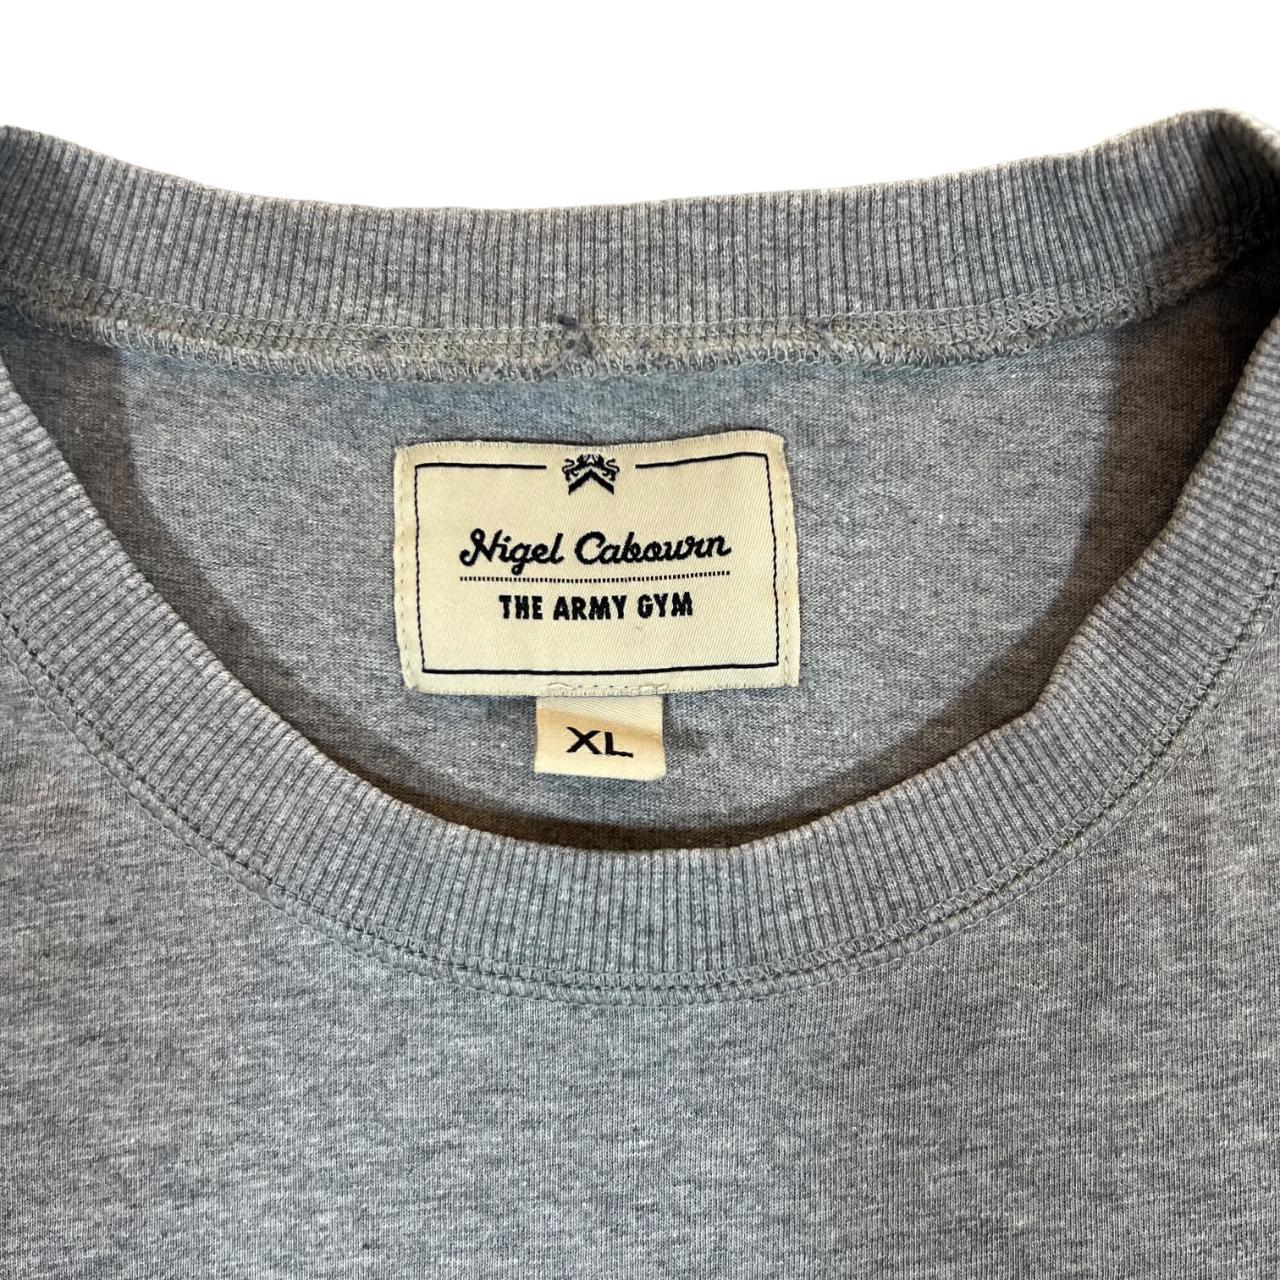 Nigel Cabourn
THE ARMY GYM
XL